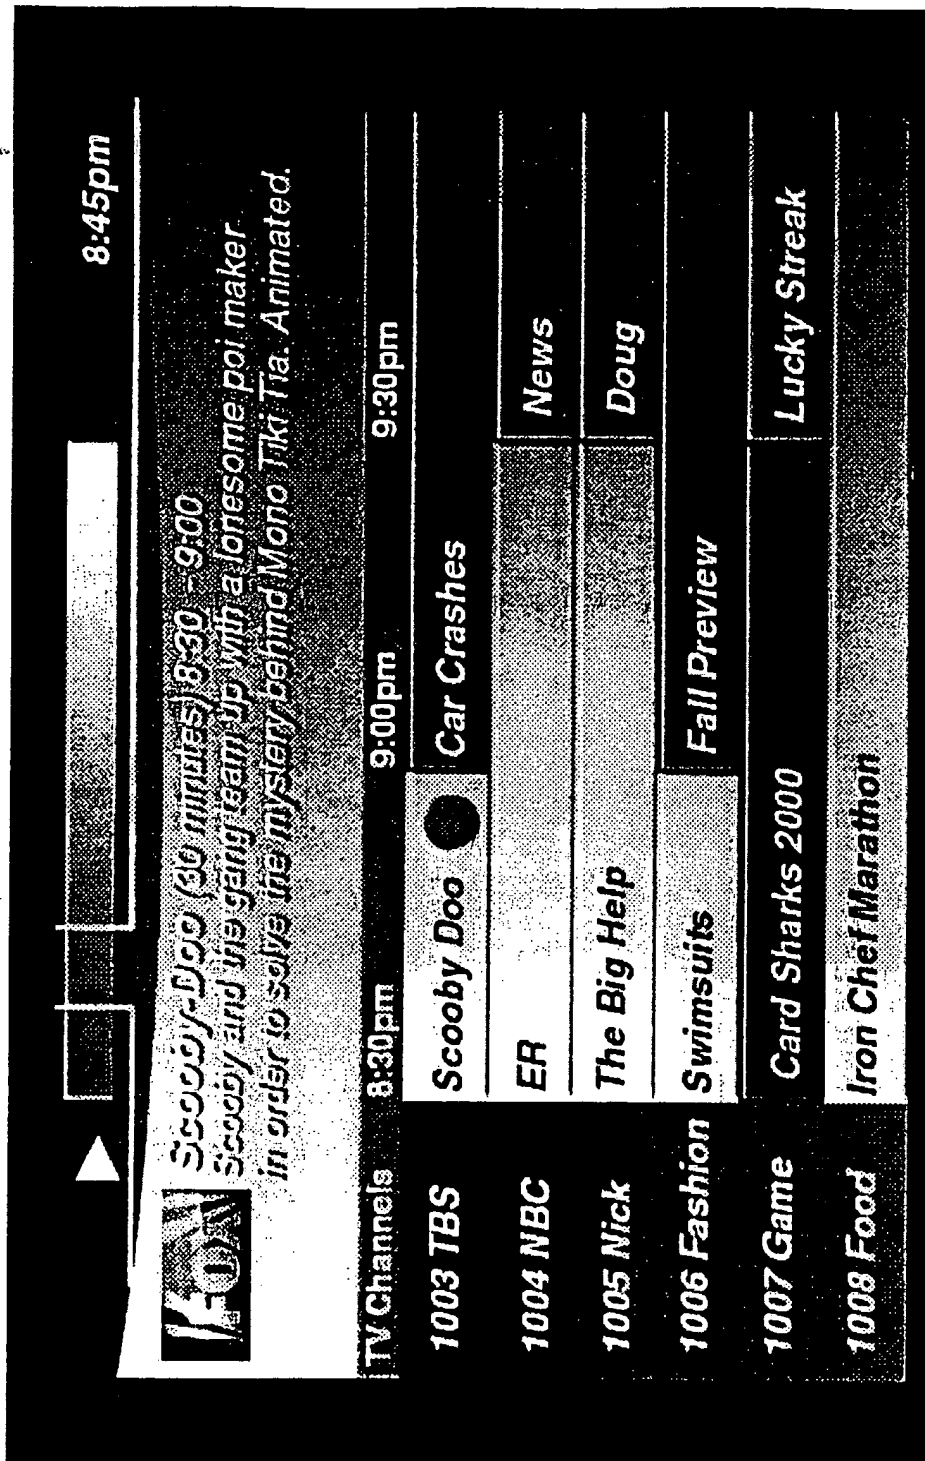 8:45pm
FOX
Scooby-Doo (30 minutes) 8:30 - 9:00
Scooby and the gang team up with a lonesome poi maker
in order to solve the mystery behind Mono Tiki Tia. Animated.
TV Channels 8:30pm 9:00pm 9:30pm
1003 TBS Scooby Doo Car Crashes
1004 NBC ER News
1005 Nick The Big Help Doug
1006 Fashion Swimsuits Fall Preview
1007 Game Card Sharks 2000 Lucky Streak
1008 Food Iron Chef Marathon